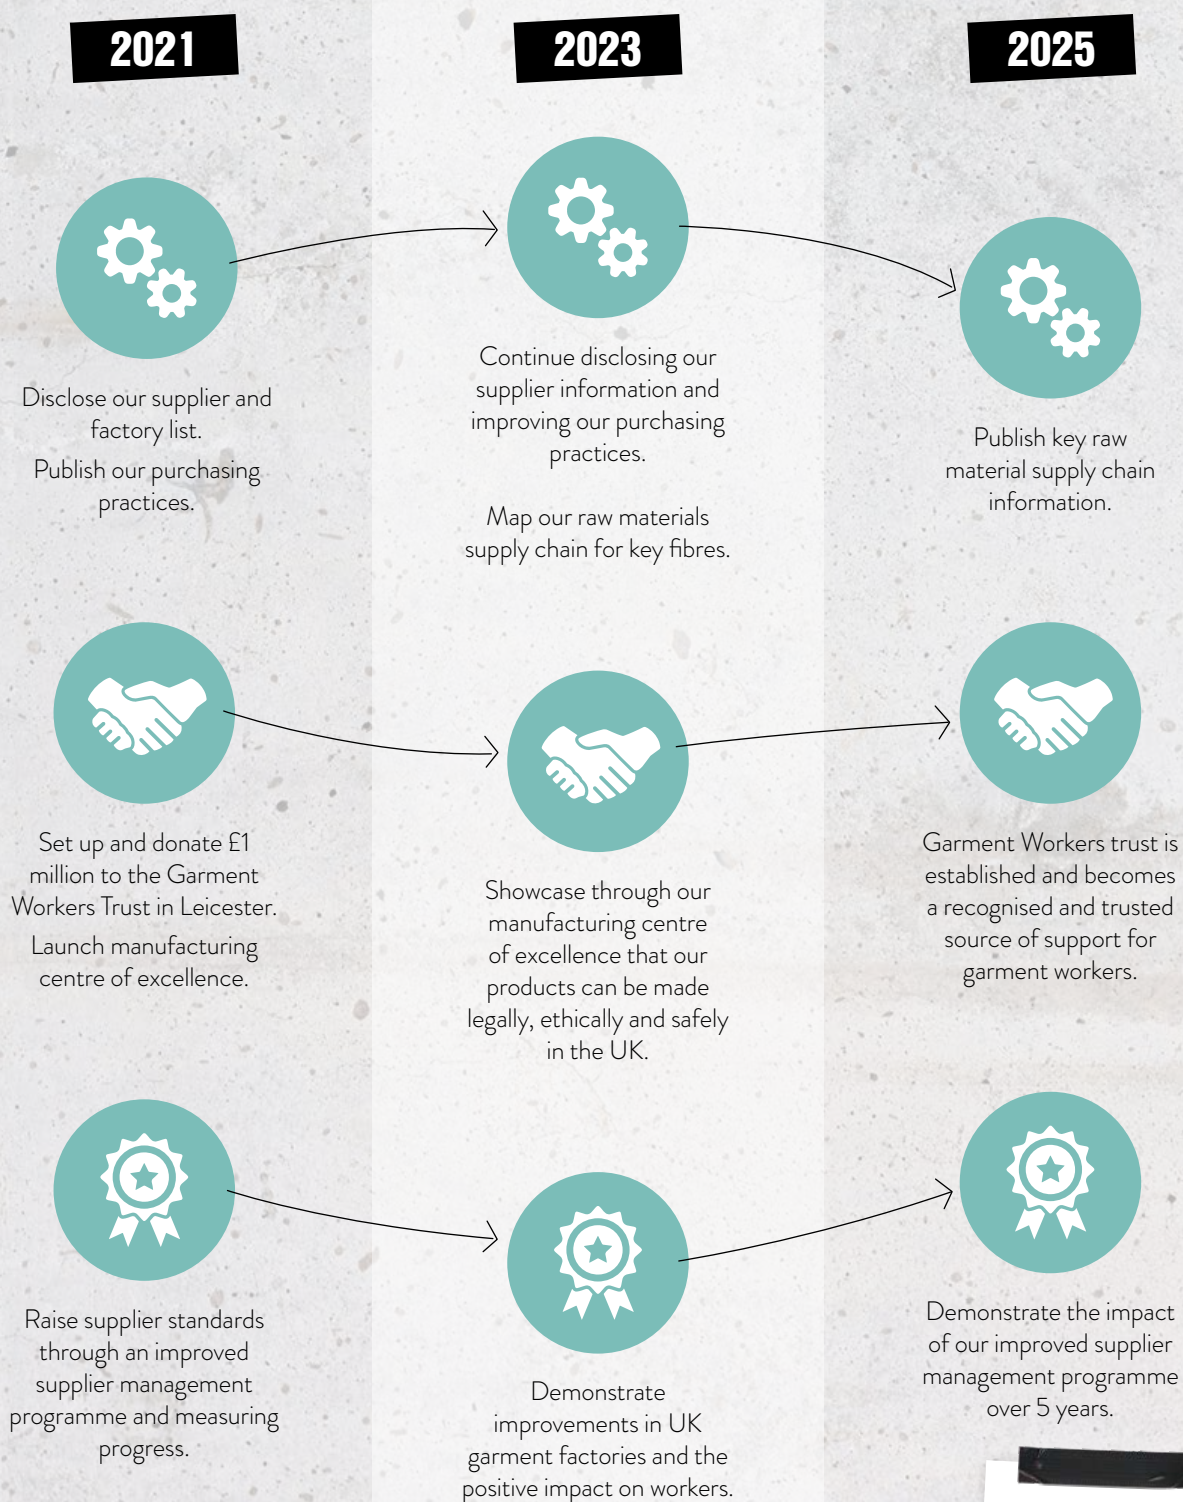 2021
2023
2025
Disclose our supplier and
factory list.
Publish our purchasing
practices.
Continue disclosing our
supplier information and
improving our purchasing
practices.
Map our raw materials
supply chain for key fibres.
Publish key raw
material supply chain
information.
Set up and donate £1
million to the Garment
Workers Trust in Leicester.
Launch manufacturing
centre of excellence.
Showcase through our
manufacturing centre
of excellence that our
products can be made
legally, ethically and safely
in the UK.
Garment Workers trust is
established and becomes
a recognised and trusted
source of support for
garment workers.
Raise supplier standards
through an improved
supplier management
programme and measuring
progress.
Demonstrate
improvements in UK
garment factories and the
positive impact on workers.
Demonstrate the impact
of our improved supplier
management programme
over 5 years.